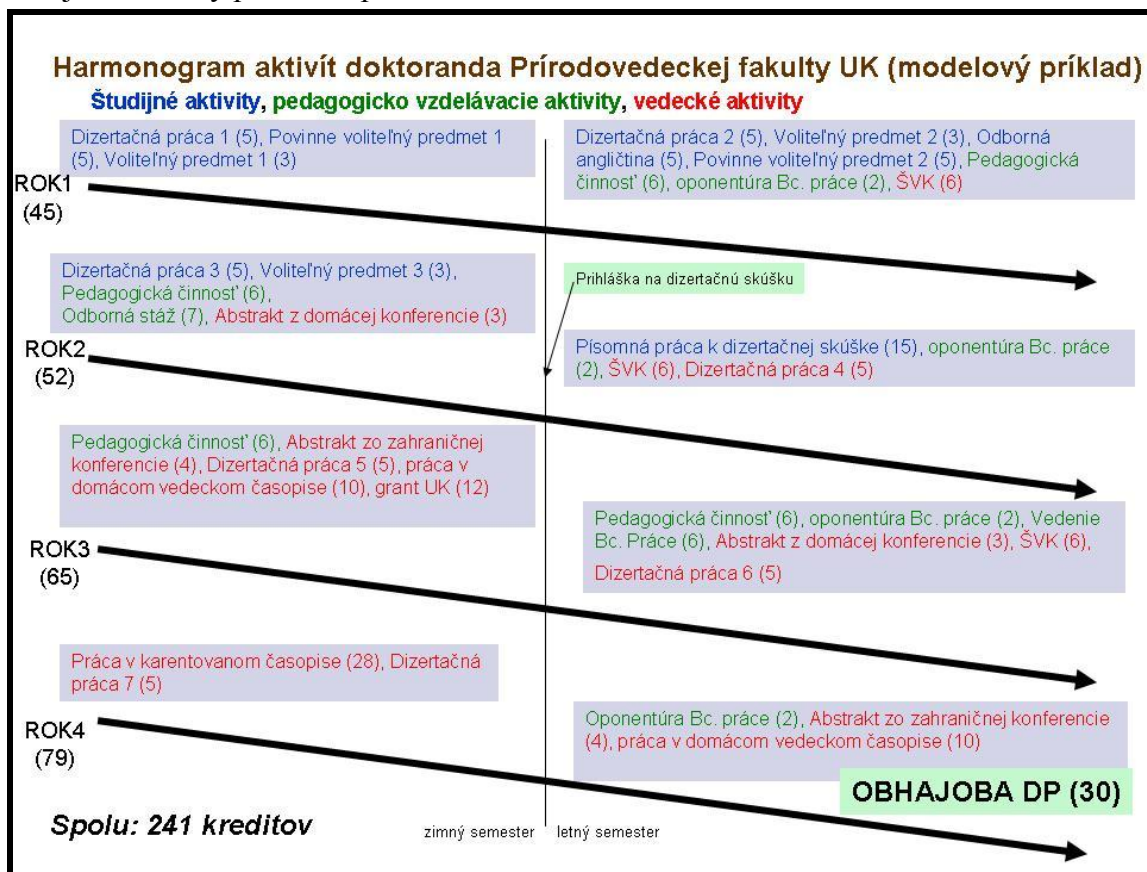 Harmonogram aktivít doktoranda Prírodovedeckej fakulty UK (modelový príklad)
Študijné aktivity, pedagogicko vzdelávacie aktivity, vedecké aktivity
Dizertačná práca 1 (5), Povinne voliteľný predmet 1
(5), Voliteľný predmet 1 (3)
Dizertačná práca 2 (5), Voliteľný predmet 2 (3), Odborná
angličtina (5), Povinne voliteľný predmet 2 (5), Pedagogická
činnosť (6), oponentúra Bc. práce (2), ŠVK (6)
ROK1
(45)
Dizertačná práca 3 (5), Voliteľný predmet 3 (3),
Pedagogická činnosť (6),
Odborná stáž (7), Abstrakt z domácej konferencie (3)
Prihláška na dizertačnú skúšku
ROK2
(52)
Písomná práca k dizertačnej skúške (15), oponentúra Bc. práce
(2), ŠVK (6), Dizertačná práca 4 (5)
Pedagogická činnosť (6), Abstrakt zo zahraničnej
konferencie (4), Dizertačná práca 5 (5), práca v
domácom vedeckom časopise (10), grant UK (12)
Pedagogická činnosť (6), oponentúra Bc. práce (2), Vedenie
Bc. Práce (6), Abstrakt z domácej konferencie (3), ŠVK (6),
Dizertačná práca 6 (5)
ROK3
(65)
Práca v karentovanom časopise (28), Dizertačná
práca 7 (5)
Oponentúra Bc. práce (2), Abstrakt zo zahraničnej konferencie
(4), práca v domácom vedeckom časopise (10)
ROK4
(79)
OBHAJOBA DP (30)
Spolu: 241 kreditov
zimný semester
letný semester